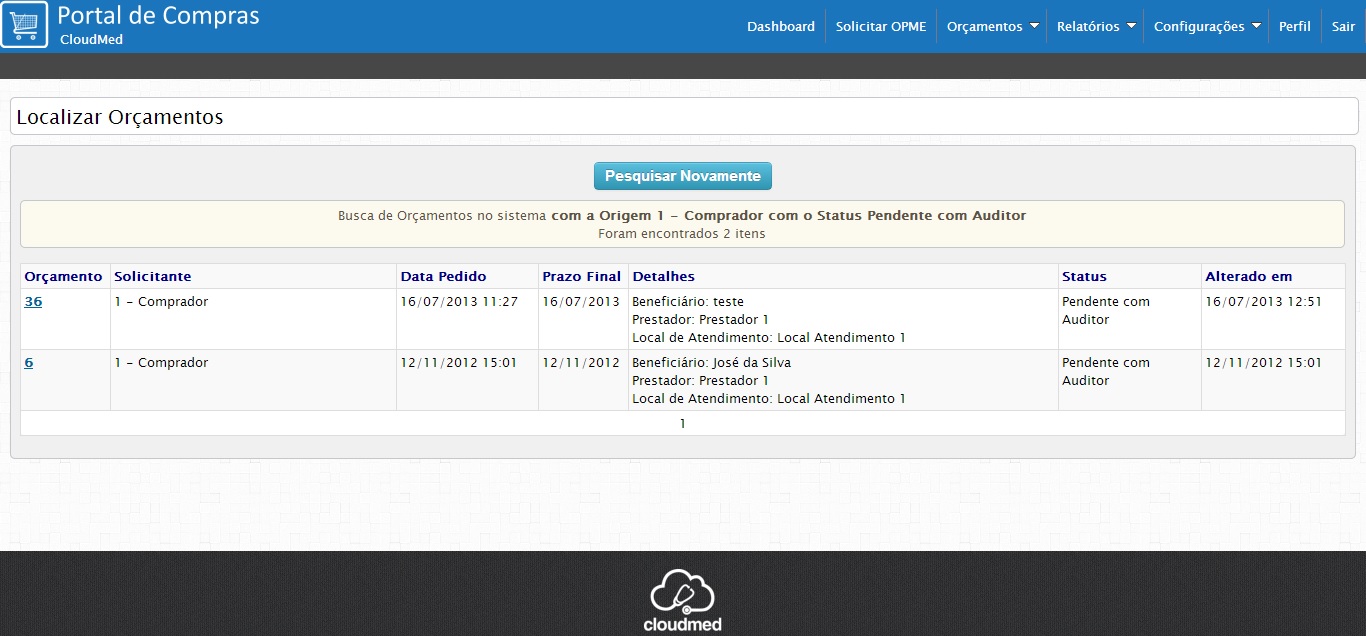 Portal de Compras
CloudMed
Dashboard Solicitar OPME Orçamentos Relatórios Configurações Perfil Sair
Localizar Orçamentos
Pesquisar Novamente
Busca de Orçamentos no sistema com a Origem 1 - Comprador com o Status Pendente com Auditor
Foram encontrados 2 itens
Orçamento Solicitante Data Pedido Prazo Final Detalhes Status Alterado em
36 1 - Comprador 16/07/2013 11:27 16/07/2013 Beneficiário: teste Pendente com 16/07/2013 12:51
Prestador: Prestador 1 Auditor
Local de Atendimento: Local Atendimento 1
6 1 - Comprador 12/11/2012 15:01 12/11/2012 Beneficiário: José da Silva Pendente com 12/11/2012 15:01
Prestador: Prestador 1 Auditor
Local de Atendimento: Local Atendimento 1
1
cloudmed